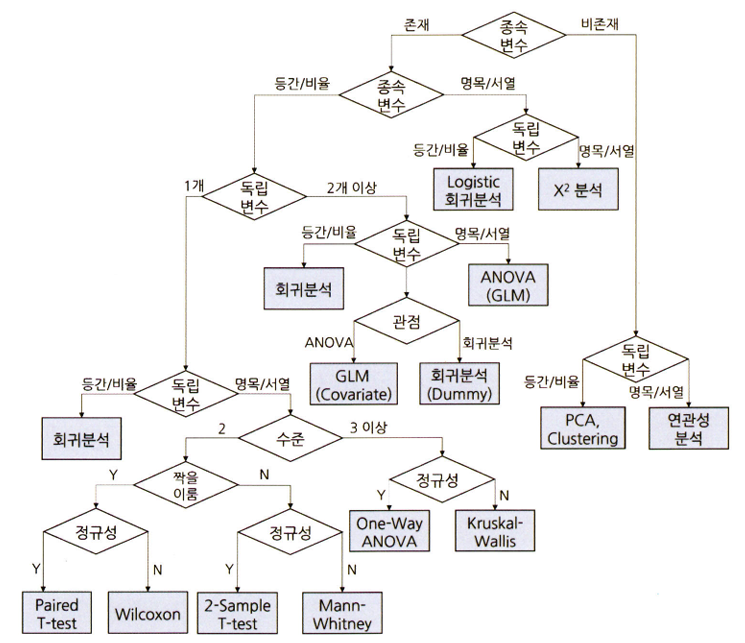 존재
종속
변수
비존재
등간/비율
종속
변수
명목/서열
독립
변수
등간/비율
명목/서열
Logistic
회귀분석
X² 분석
1개
독립
변수
2개 이상
등간/비율
독립
변수
명목/서열
회귀분석
ANOVA
(GLM)
관점
ANOVA
회귀분석
GLM
(Covariate)
회귀분석
(Dummy)
독립
변수
등간/비율
명목/서열
PCA,
Clustering
연관성
분석
등간/비율
독립
변수
명목/서열
회귀분석
2
수준
3 이상
Y
짝을
이룸
N
정규성
Y
N
One-Way
ANOVA
Kruskal-
Wallis
정규성
정규성
Y
N
Y
N
Paired
T-test
Wilcoxon
2-Sample
T-test
Mann-
Whitney